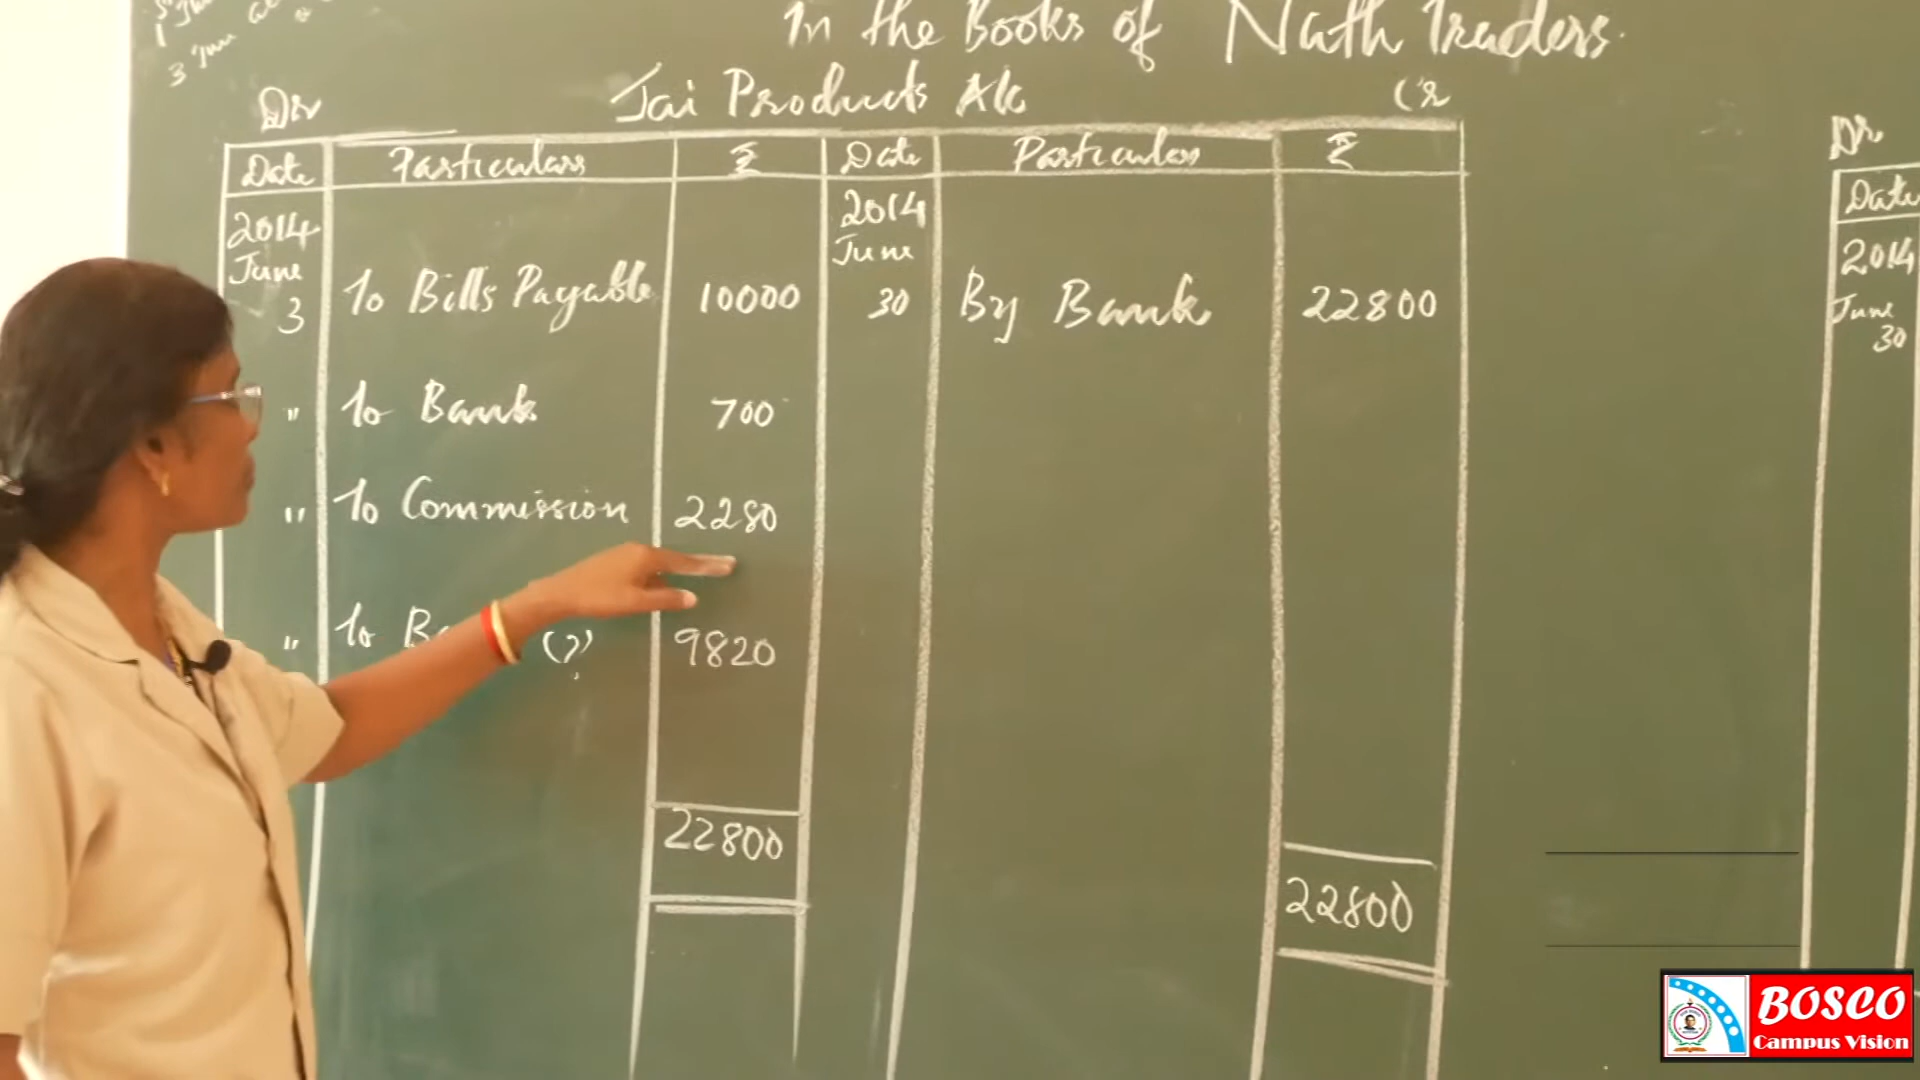 In the Books of Nath Traders.
Jai Products A/c
Dr
Cr
Date Particulars ₹ Date Particulars ₹
2014 June 3 To Bills Payable 10000 2014 June 30 By Bank 22800
" To Bank 700
" To Commission 2280
" To (?) 9820
22800 22800
Dr
Date
2014
June
30
3 June
BOSCO
Campus Vision